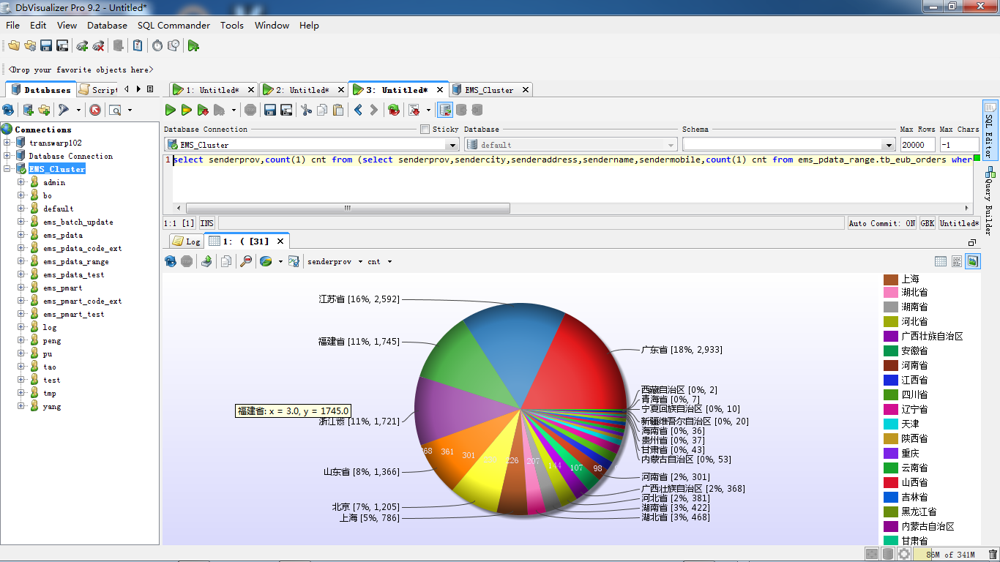 DbVisualizer Pro 9.2 - Untitled*
File Edit View Database SQL Commander Tools Window Help
<Drop your favorite objects here>
Databases Script
1: Untitled* 2: Untitled* 3: Untitled* EMS_Cluster
Connections
transwarp102
Database Connection
EMS_Cluster
admin
bo
default
ems_batch_update
ems_pdata
ems_pdata_code_ext
ems_pdata_range
ems_pdata_test
ems_pmart
ems_pmart_code_ext
ems_pmart_test
log
peng
pu
tao
test
tmp
yang
Database Connection Sticky Database Schema Max Rows Max Chars
EMS_Cluster default 20000 -1
1 select senderprov,count(1) cnt from (select senderprov,sendercity,senderaddress,sendername,sendermobile,count(1) cnt from ems_pdata_range.tb_eub_orders wher
1:1 [1] INS Auto Commit: ON GBK Untitled*
SQL Editor
Query Builder
Log 1: ( [31]
senderprov cnt
江苏省 [16%, 2,592]
福建省 [11%, 1,745]
福建省: x = 3.0, y = 1745.0
浙江省 [11%, 1,721]
山东省 [8%, 1,366]
北京 [7%, 1,205]
上海 [5%, 786]
广东省 [18%, 2,933]
西藏自治区 [0%, 2]
青海省 [0%, 7]
宁夏回族自治区 [0%, 10]
新疆维吾尔自治区 [0%, 20]
海南省 [0%, 36]
贵州省 [0%, 37]
甘肃省 [0%, 43]
内蒙古自治区 [0%, 53]
河南省 [2%, 301]
广西壮族自治区 [2%, 368]
河北省 [2%, 381]
湖南省 [3%, 422]
湖北省 [3%, 468]
368 361 301 226 207 144 107 98
上海
湖北省
湖南省
河北省
广西壮族自治区
安徽省
河南省
江西省
四川省
辽宁省
天津
陕西省
重庆
云南省
山西省
吉林省
黑龙江省
内蒙古自治区
甘肃省
86M of 341M